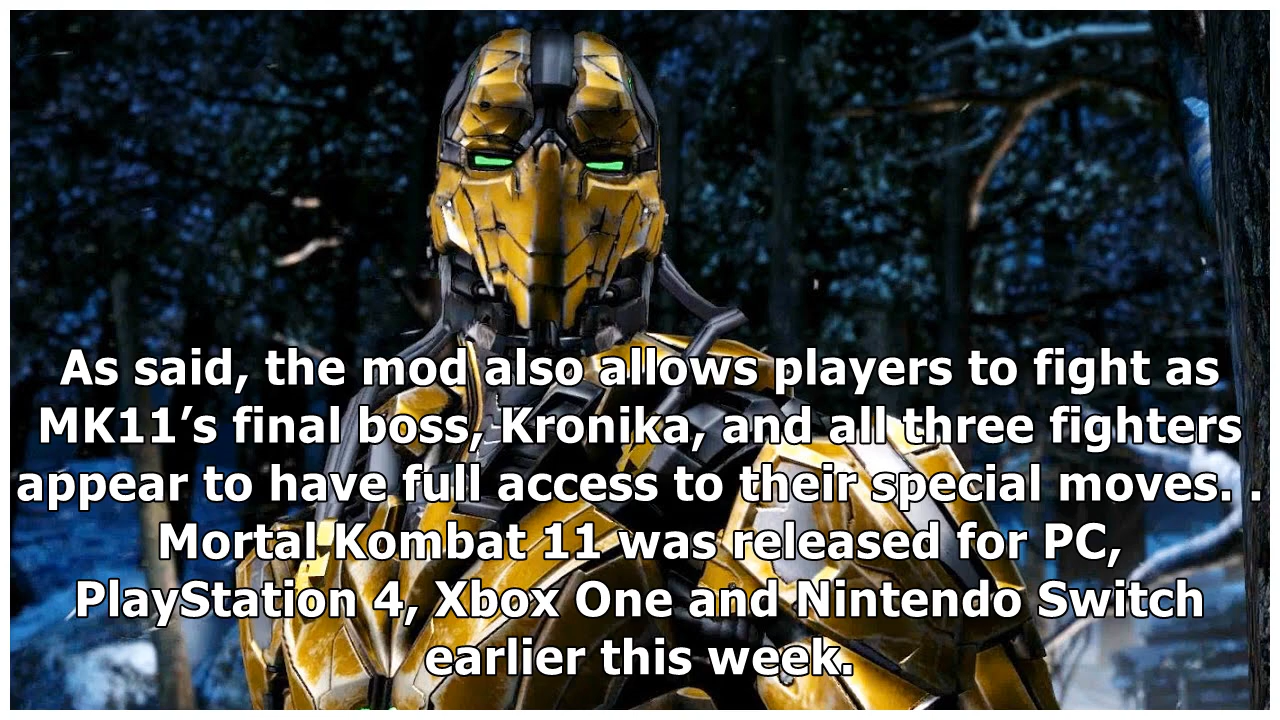 As said, the mod also allows players to fight as
MK11’s final boss, Kronika, and all three fighters
appear to have full access to their special moves. .
Mortal Kombat 11 was released for PC,
PlayStation 4, Xbox One and Nintendo Switch
earlier this week.